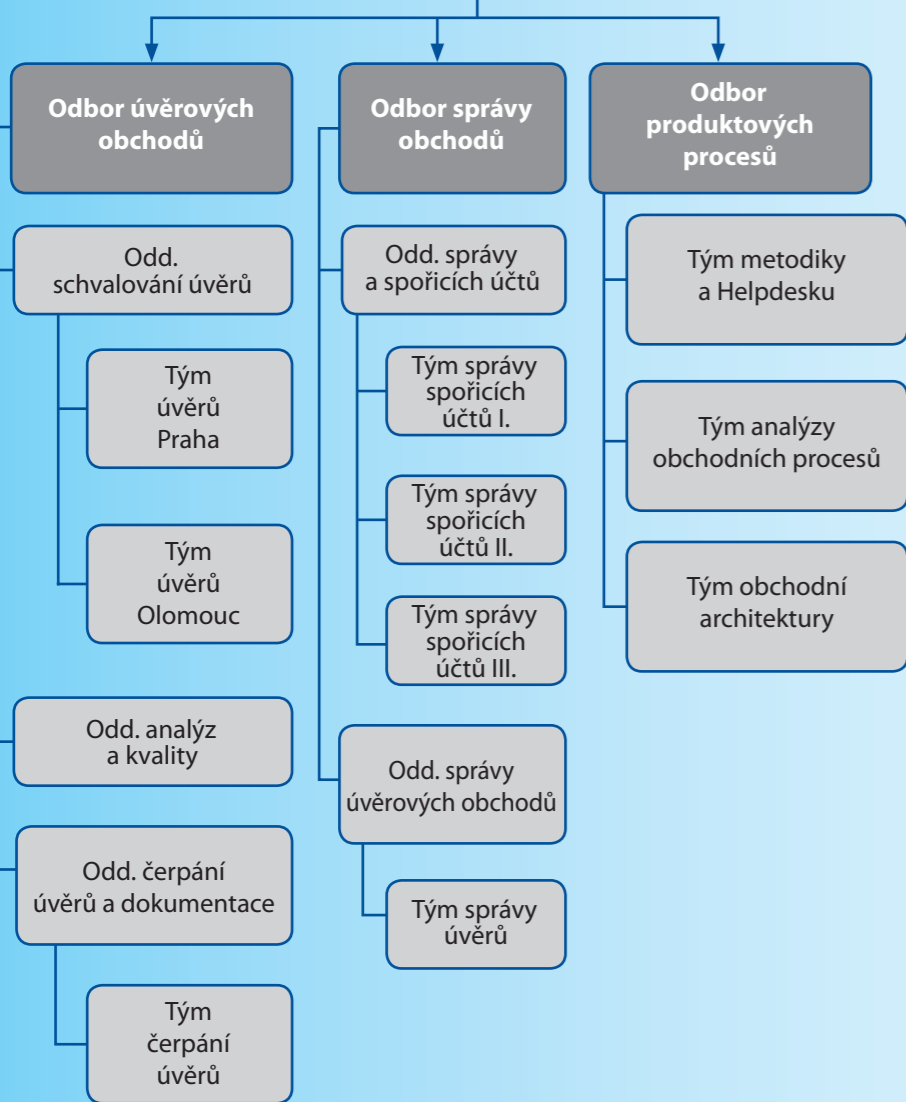 Odbor úvěrových
obchodů
Odd.
schvalování úvěrů
Tým
úvěrů
Praha
Tým
úvěrů
Olomouc
Odd. analýz
a kvality
Odd. čerpání
úvěrů a dokumentace
Tým
čerpání
úvěrů
Odbor správy
obchodů
Odd. správy
a spořicích účtů
Tým správy
spořicích
účtů I.
Tým správy
spořicích
účtů II.
Tým správy
spořicích
účtů III.
Odd. správy
úvěrových obchodů
Tým správy
úvěrů
Odbor
produktových
procesů
Tým metodiky
a Helpdesku
Tým analýzy
obchodních procesů
Tým obchodní
architektury